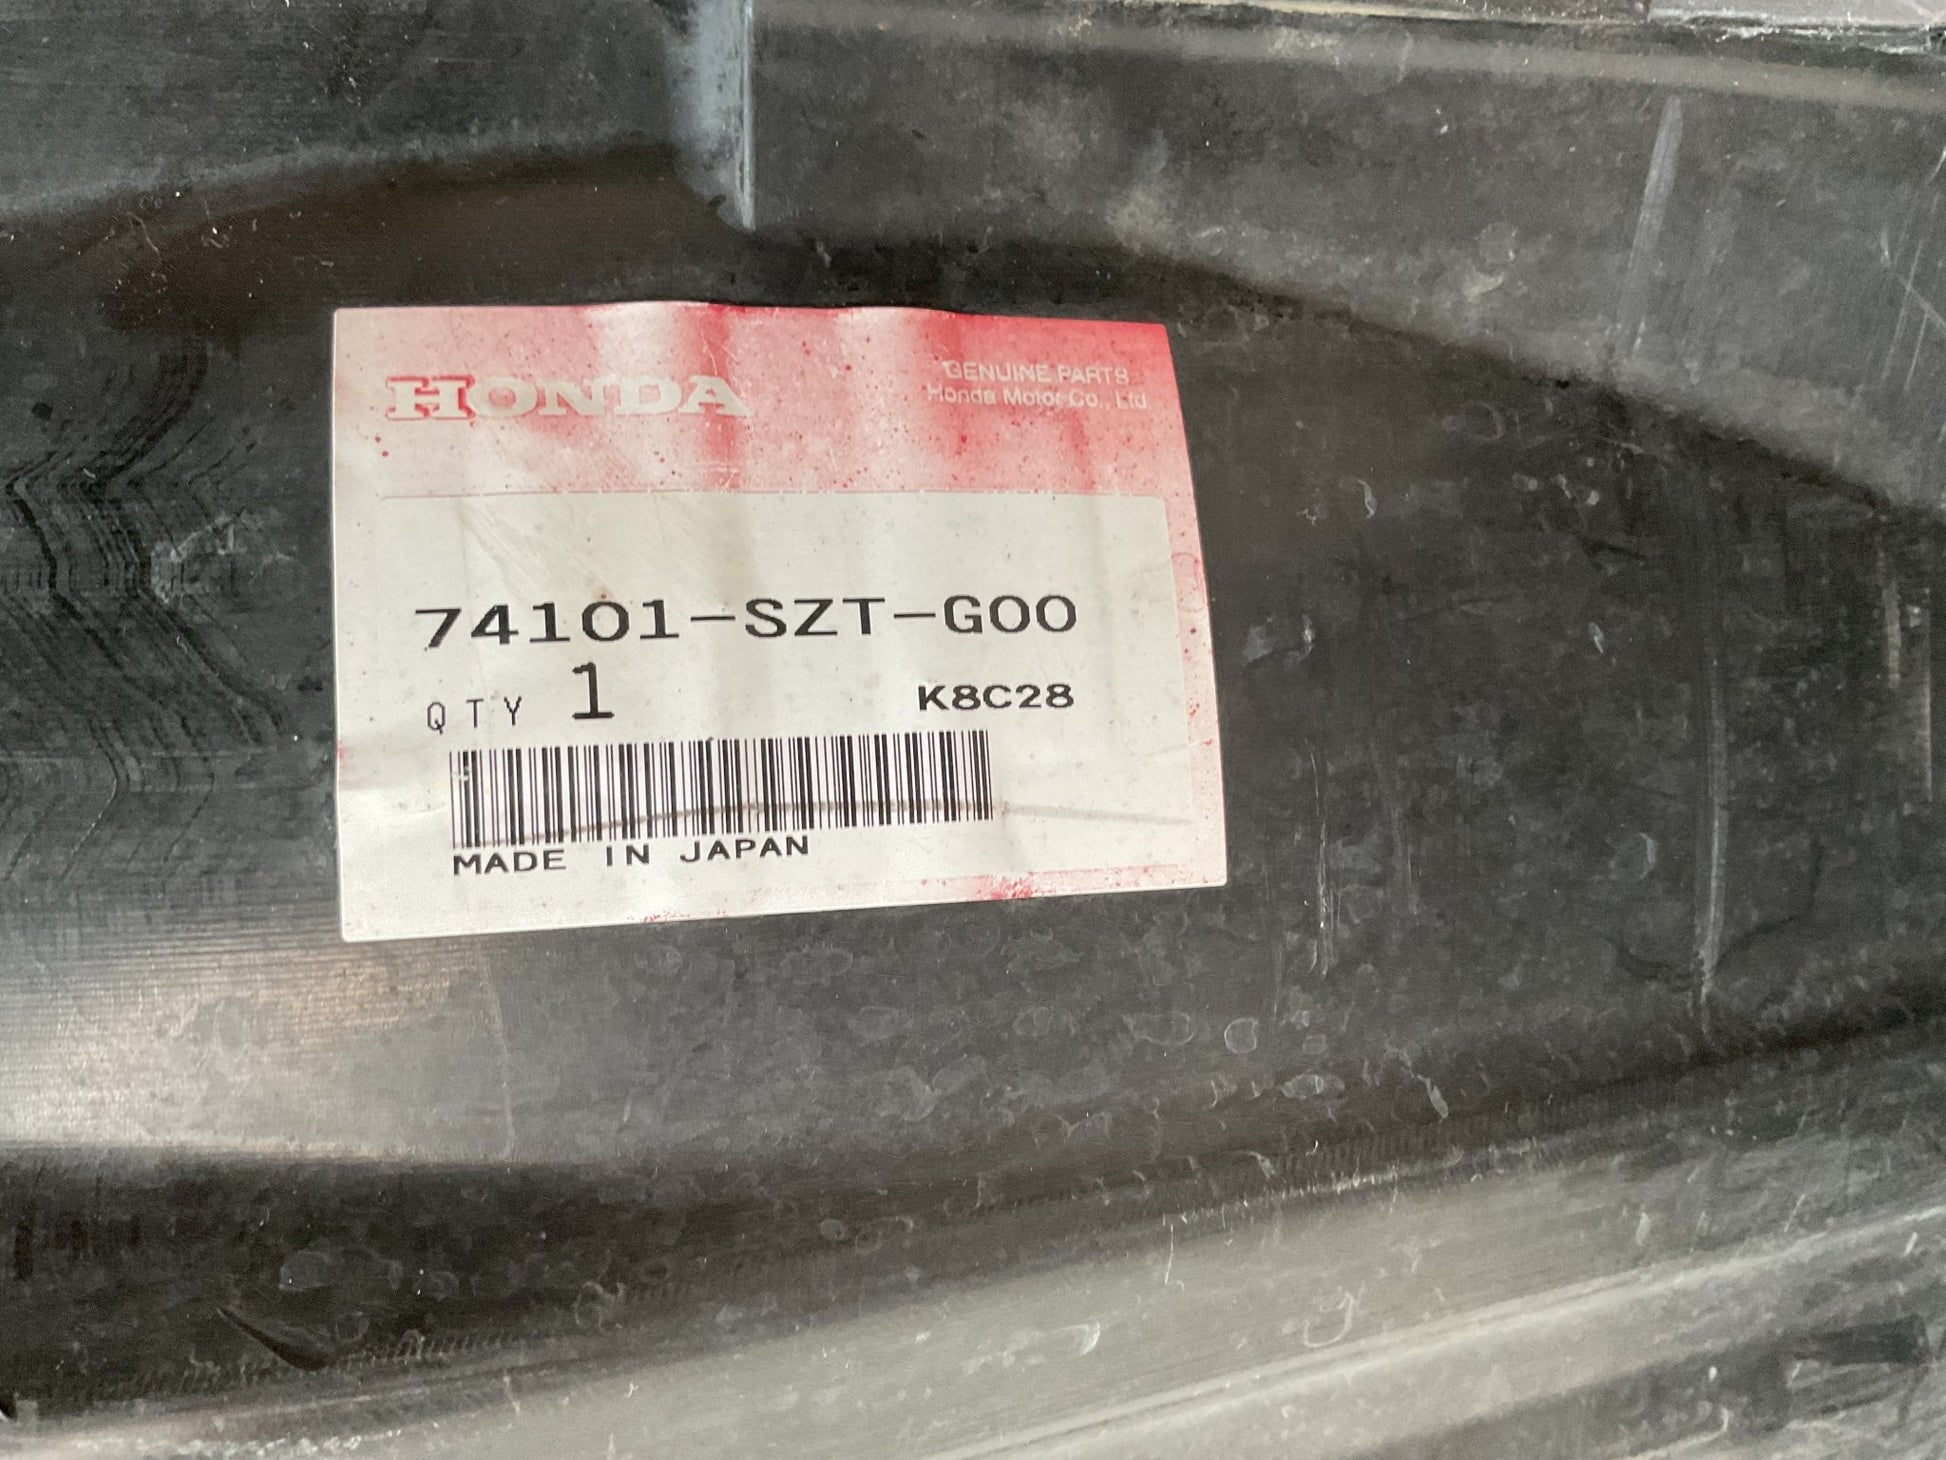 HONDA
GENUINE PARTS
Honda Motor Co., Ltd.
74101-SZT-G00
QTY 1 K8C28
MADE IN JAPAN